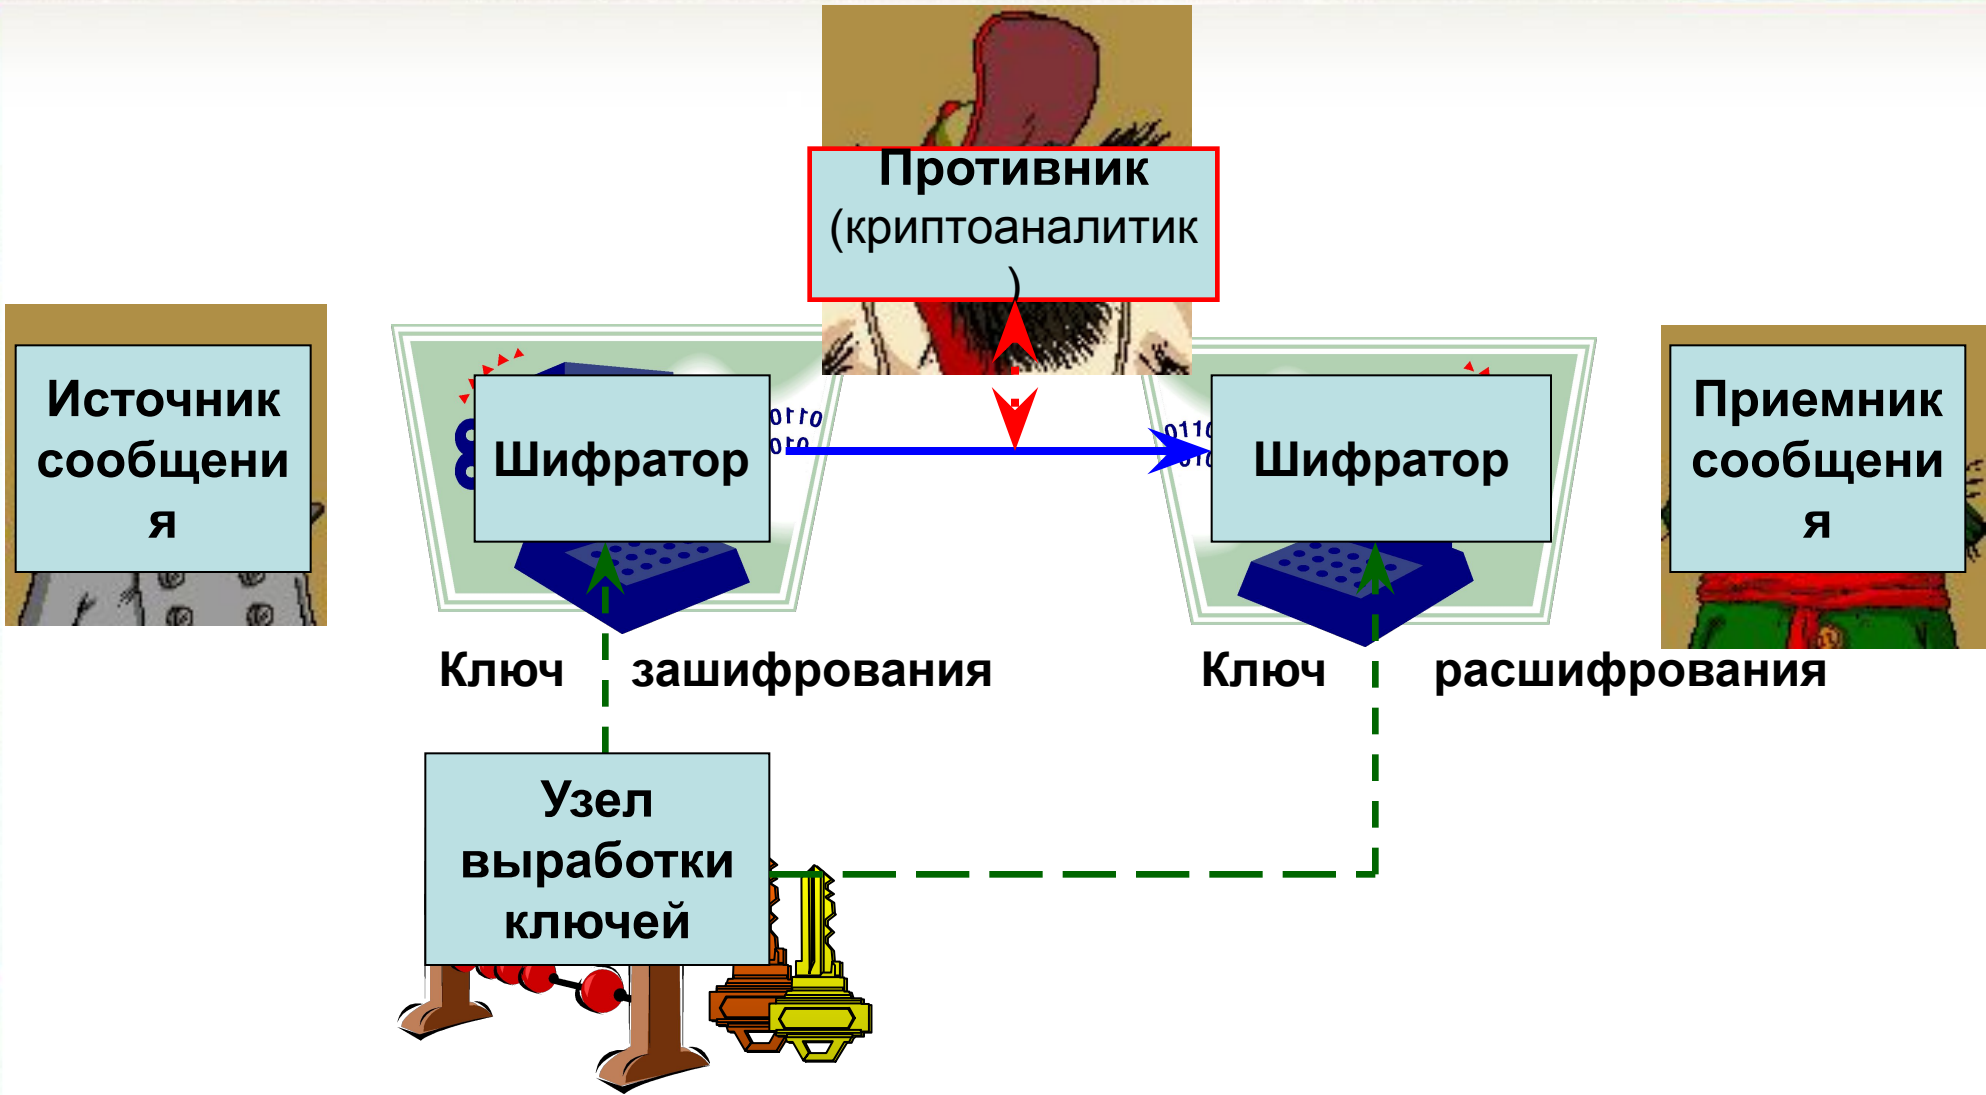 Противник
(криптоаналитик
)
Источник
сообщени
я
Шифратор
Шифратор
Приемник
сообщени
я
Ключ зашифрования
Ключ расшифрования
Узел
выработки
ключей